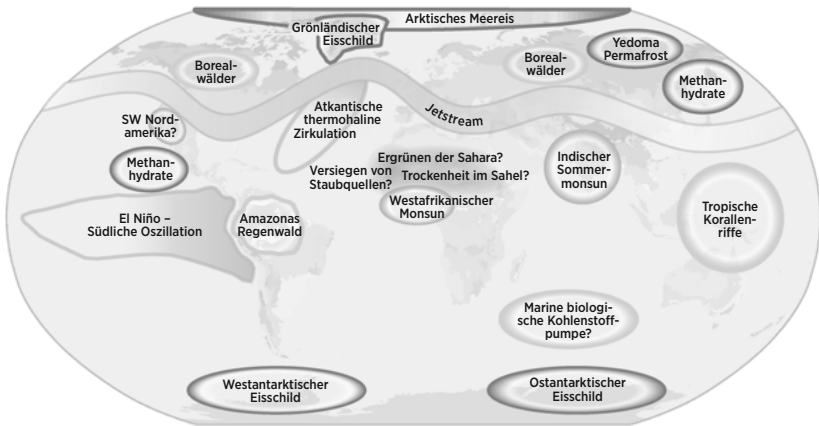 Arktisches Meereis
Grönländischer
Eisschild
Yedoma
Permafrost
Boreal-
wälder
Boreal-
wälder
Methan-
hydrate
Atkantische
thermohaline
Zirkulation
Jetstream
SW Nord-
amerika?
Methan-
hydrate
Ergrünen der Sahara?
Versiegen von
Staubquellen?
Trockenheit im Sahel?
Indischer
Sommer-
monsun
Westafrikanischer
Monsun
El Niño –
Südliche Oszillation
Amazonas
Regenwald
Tropische
Korallen-
riffe
Marine biologi-
sche Kohlenstoff-
pumpe?
Westantarktischer
Eisschild
Ostantarktischer
Eisschild